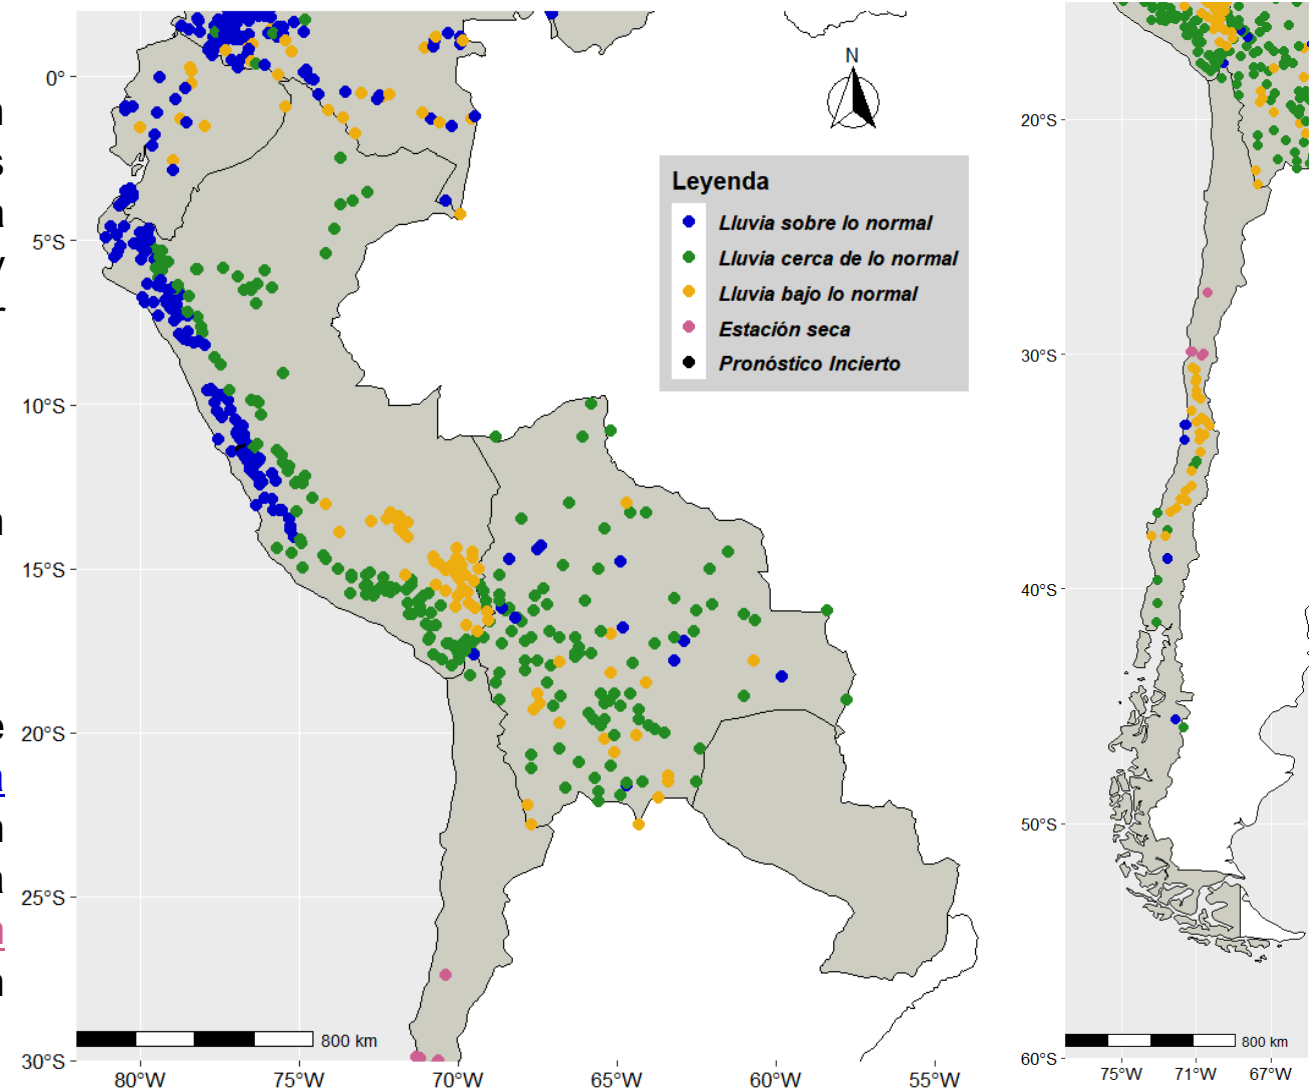 N
Leyenda
Lluvia sobre lo normal
Lluvia cerca de lo normal
Lluvia bajo lo normal
Estación seca
Pronóstico Incierto
0°
5°S
10°S
15°S
20°S
25°S
30°S
800 km
80°W
75°W
70°W
65°W
60°W
55°W
20°S
30°S
40°S
50°S
60°S
800 km
75°W
71°W
67°W